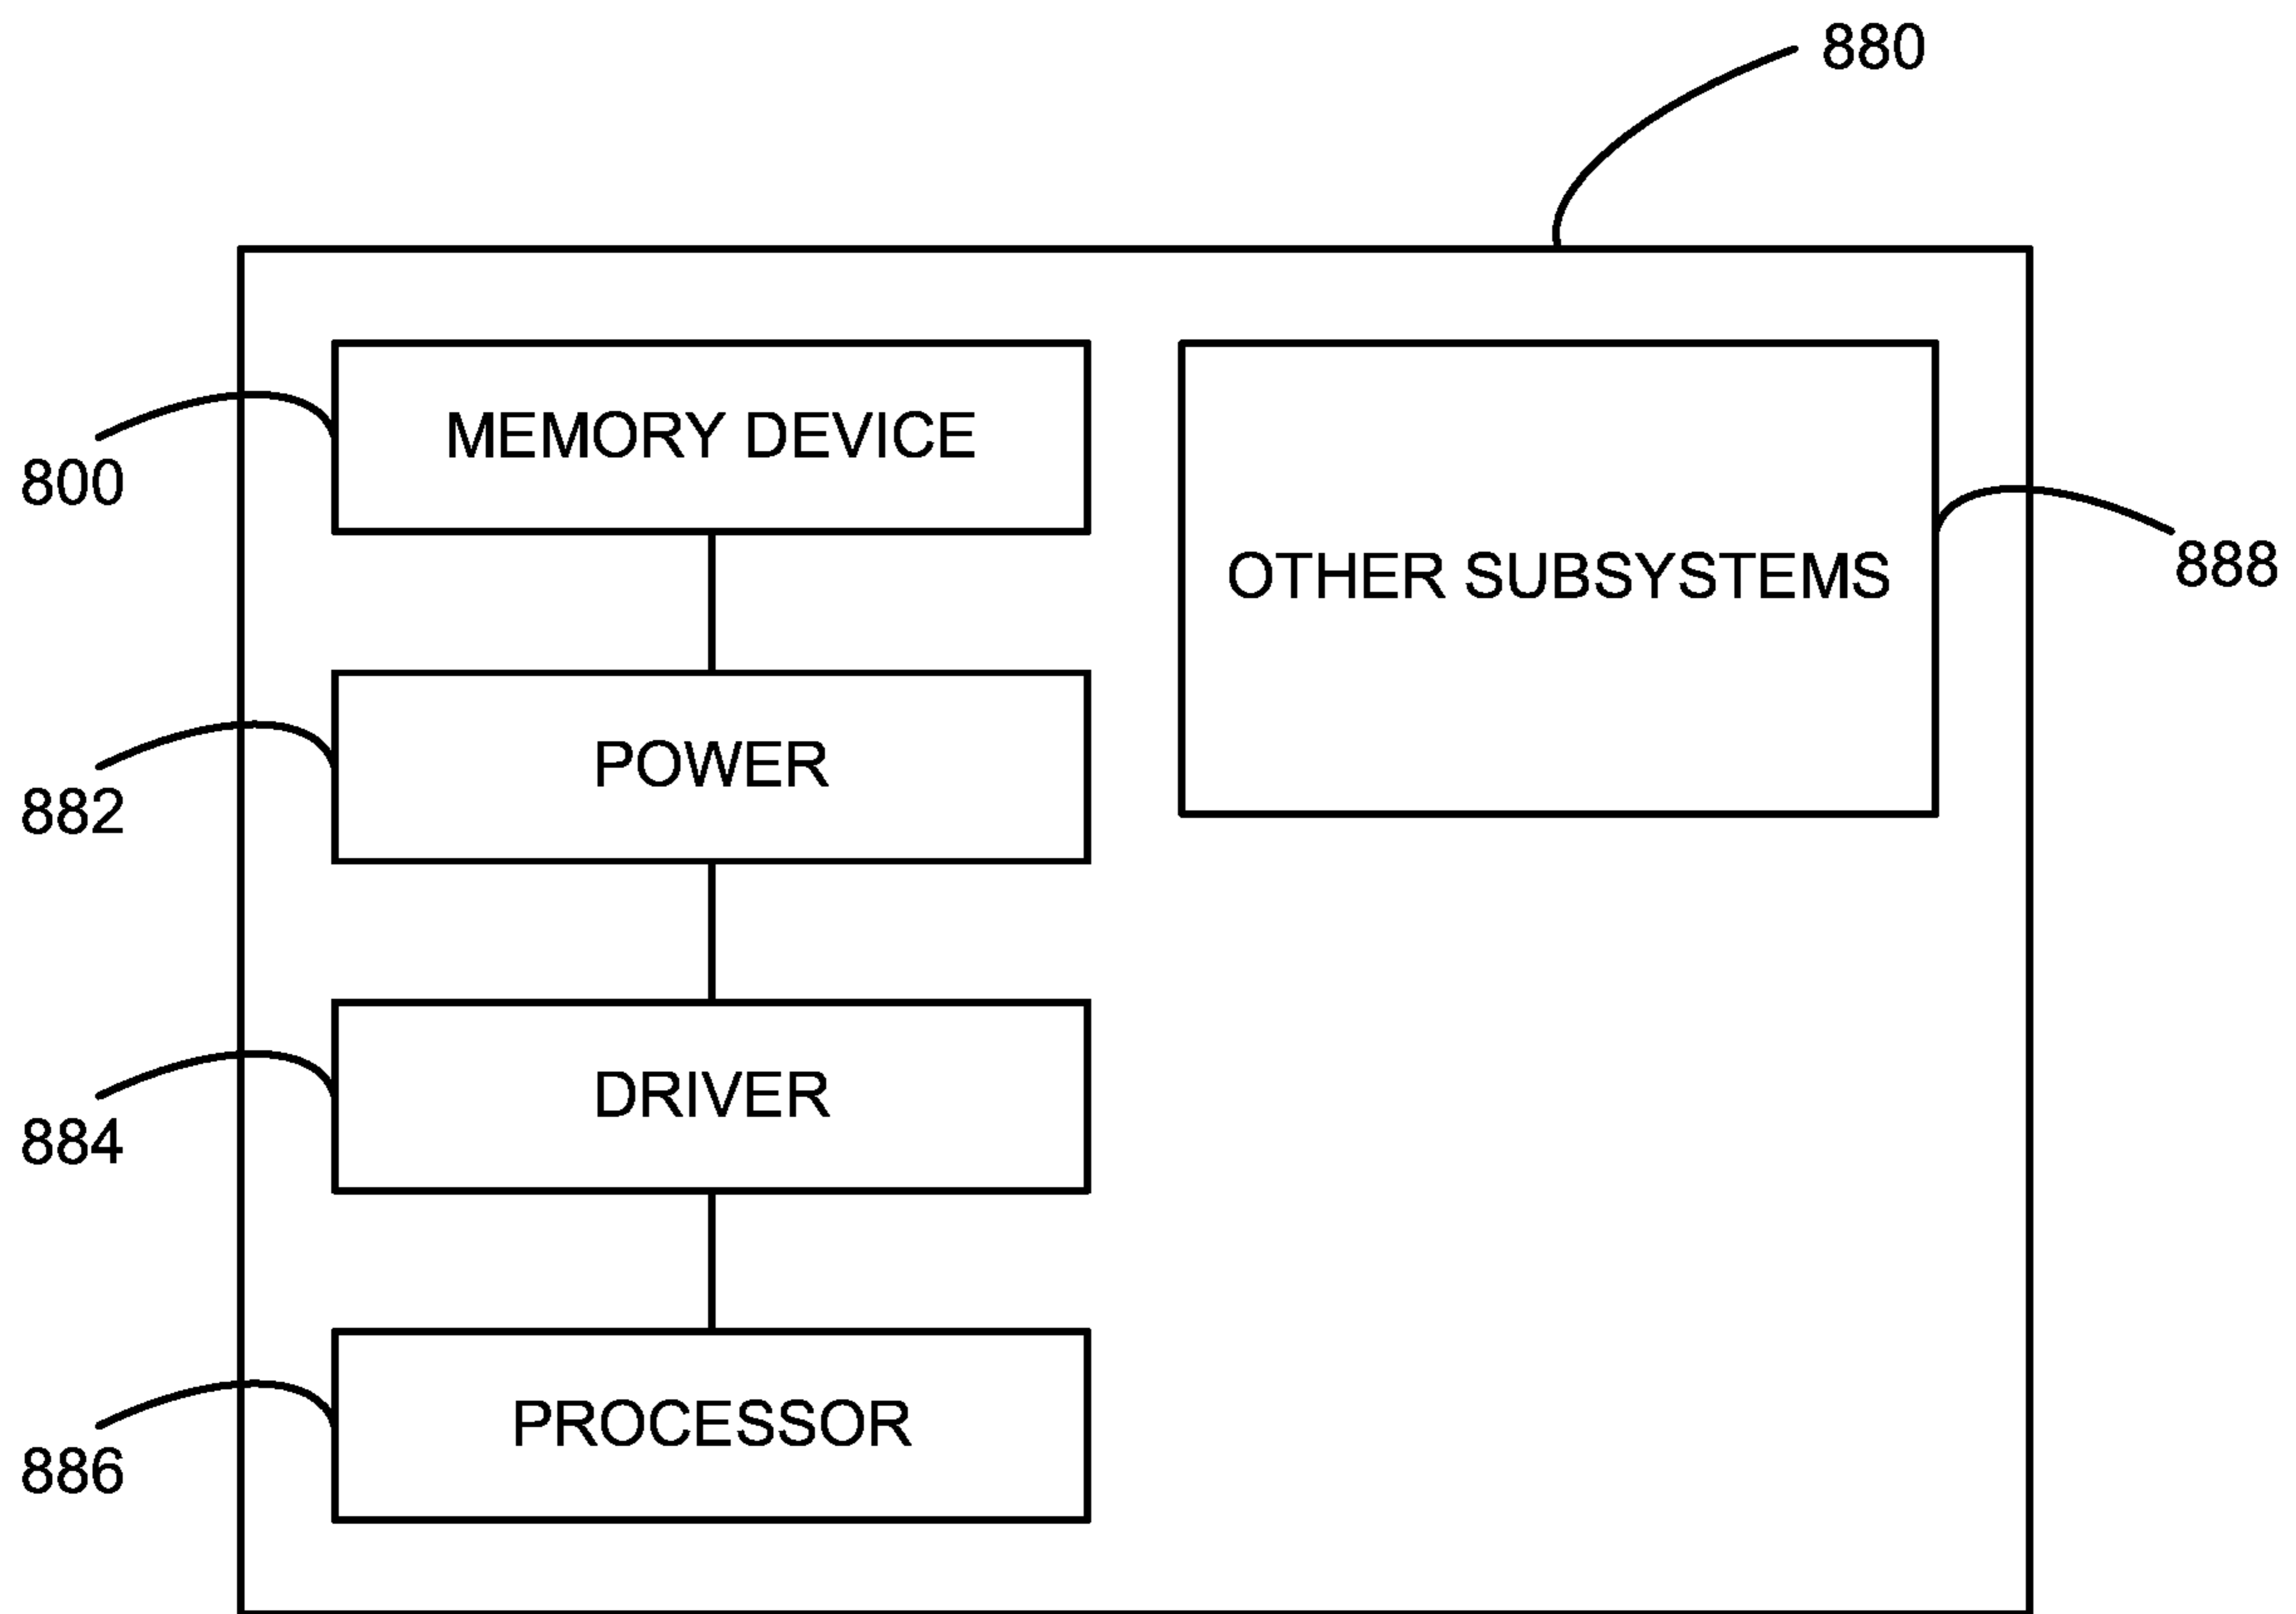 880
MEMORY DEVICE
800
OTHER SUBSYSTEMS
888
POWER
882
DRIVER
884
PROCESSOR
886